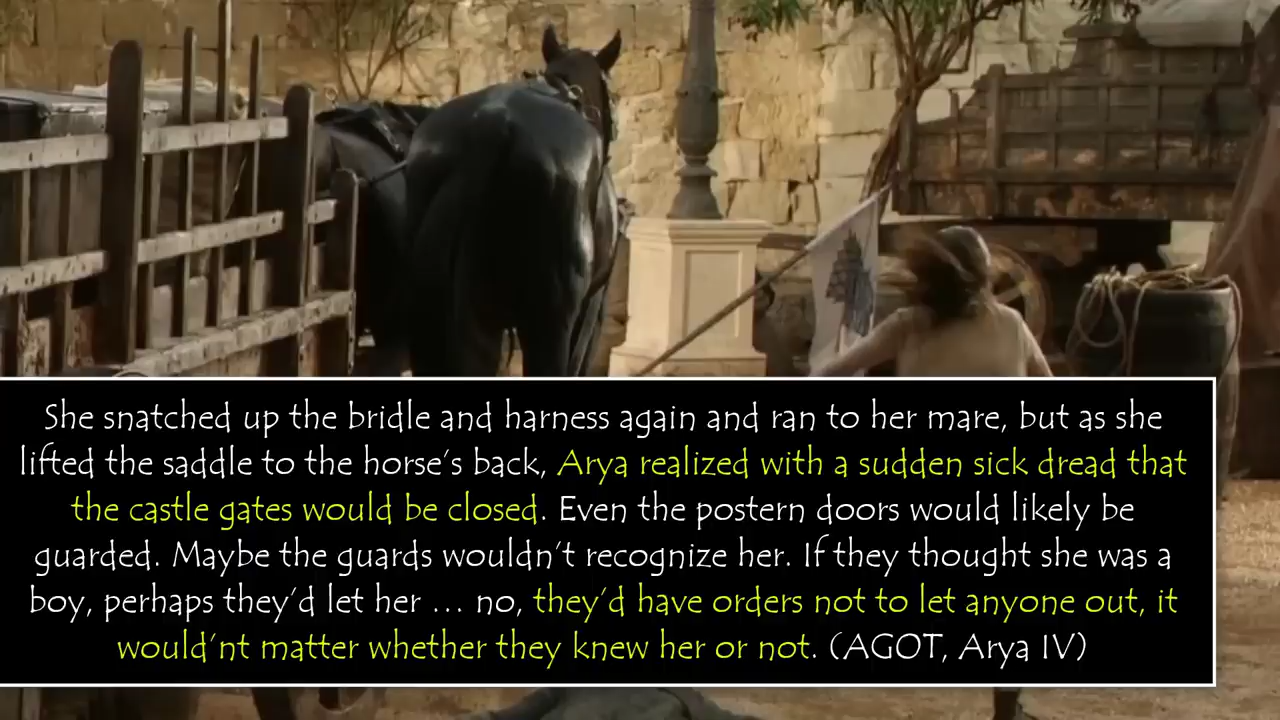 She snatched up the bridle and harness again and ran to her mare, but as she
lifted the saddle to the horse's back, Arya realized with a sudden sick dread that
the castle gates would be closed. Even the postern doors would likely be
guarded. Maybe the guards wouldn't recognize her. If they thought she was a
boy, perhaps they'd let her … no, they'd have orders not to let anyone out, it
would'nt matter whether they knew her or not. (AGOT, Arya IV)